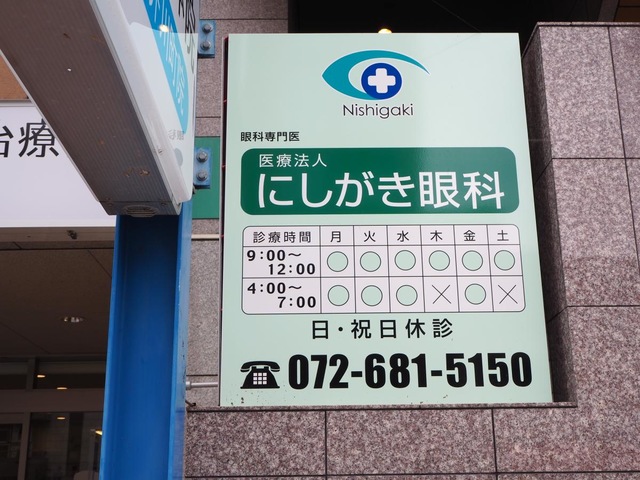 治療
Nishigaki
眼科専門医
医療法人
にしがき眼科
診療時間 月 火 水 木 金 土
9:00〜12:00 ○ ○ ○ ○ ○ ○
4:00〜7:00 ○ ○ ○ × ○ ×
日・祝日休診
☎ 072-681-5150